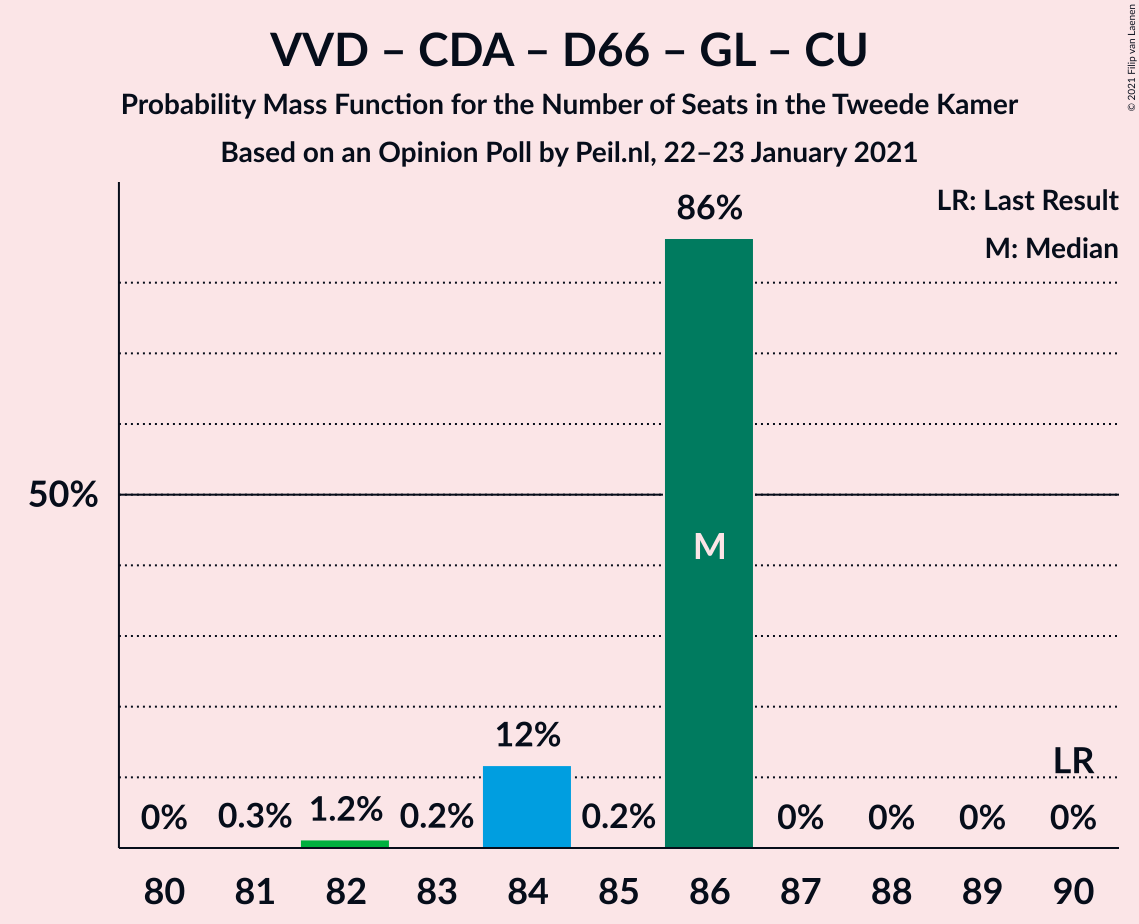 VVD – CDA – D66 – GL – CU
Probability Mass Function for the Number of Seats in the Tweede Kamer
Based on an Opinion Poll by Peil.nl, 22–23 January 2021
© 2021 Filip van Laenen
LR: Last Result
M: Median
86%
50%
M
12%
LR
0% 0.3% 1.2% 0.2% 0.2% 0% 0% 0% 0%
80 81 82 83 84 85 86 87 88 89 90